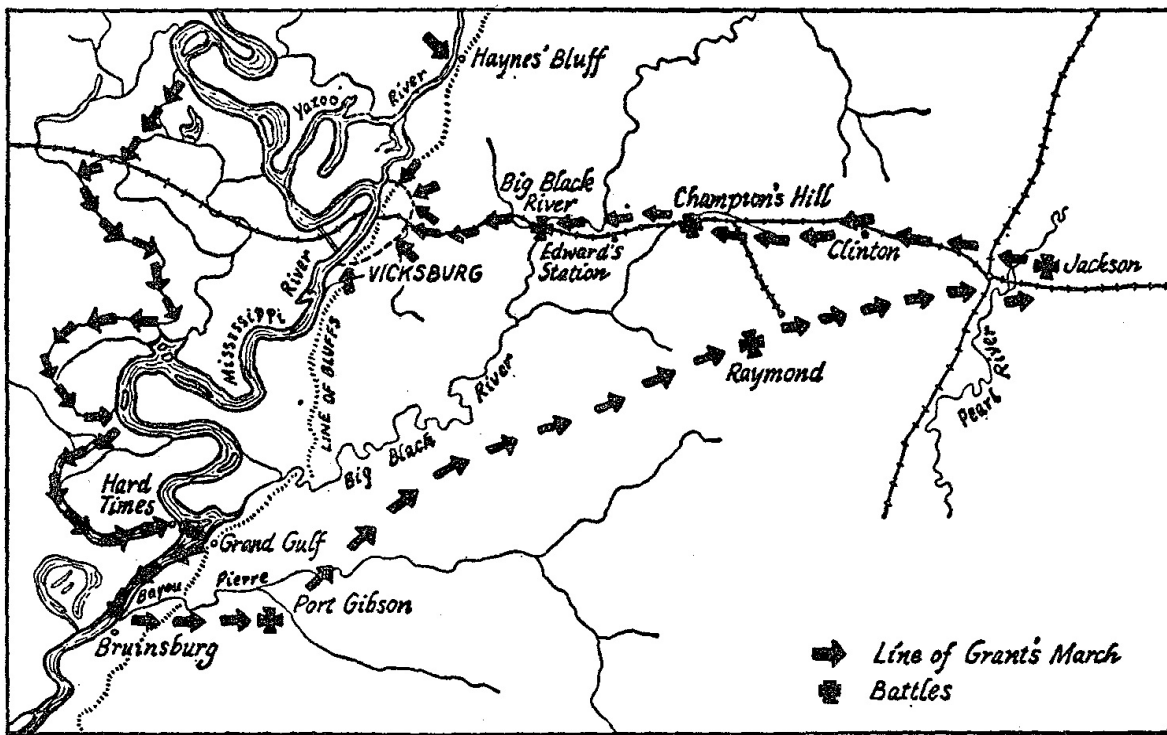 Haynes' Bluff
Yazoo
River
Big Black
River
Champion's Hill
Edward's
Station
Clinton
Jackson
VICKSBURG
Mississippi
River
LINE OF BLUFFS
Raymond
Pearl
River
Big
Black
River
Hard
Times
Grand Gulf
Bayou
Pierre
Port Gibson
Bruinsburg
Line of Grant's March
Battles